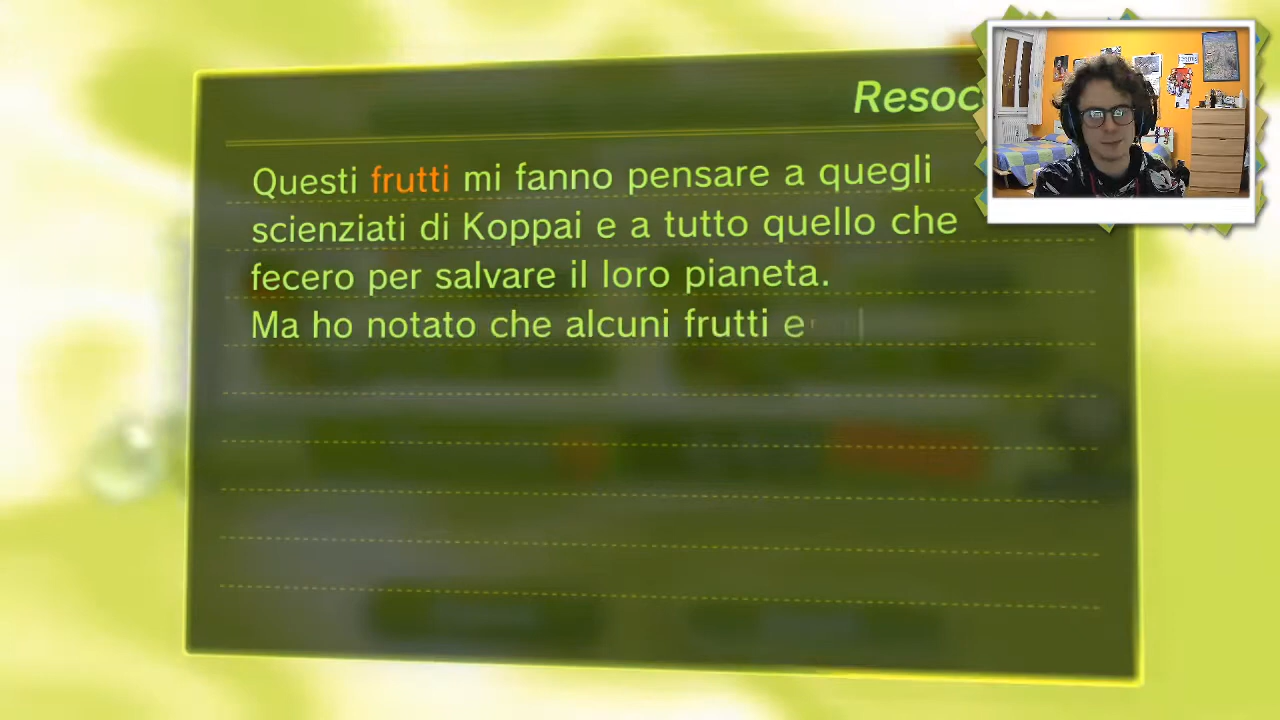 Resoc
Questi frutti mi fanno pensare a quegli
scienziati di Koppai e a tutto quello che
fecero per salvare il loro pianeta.
Ma ho notato che alcuni frutti e